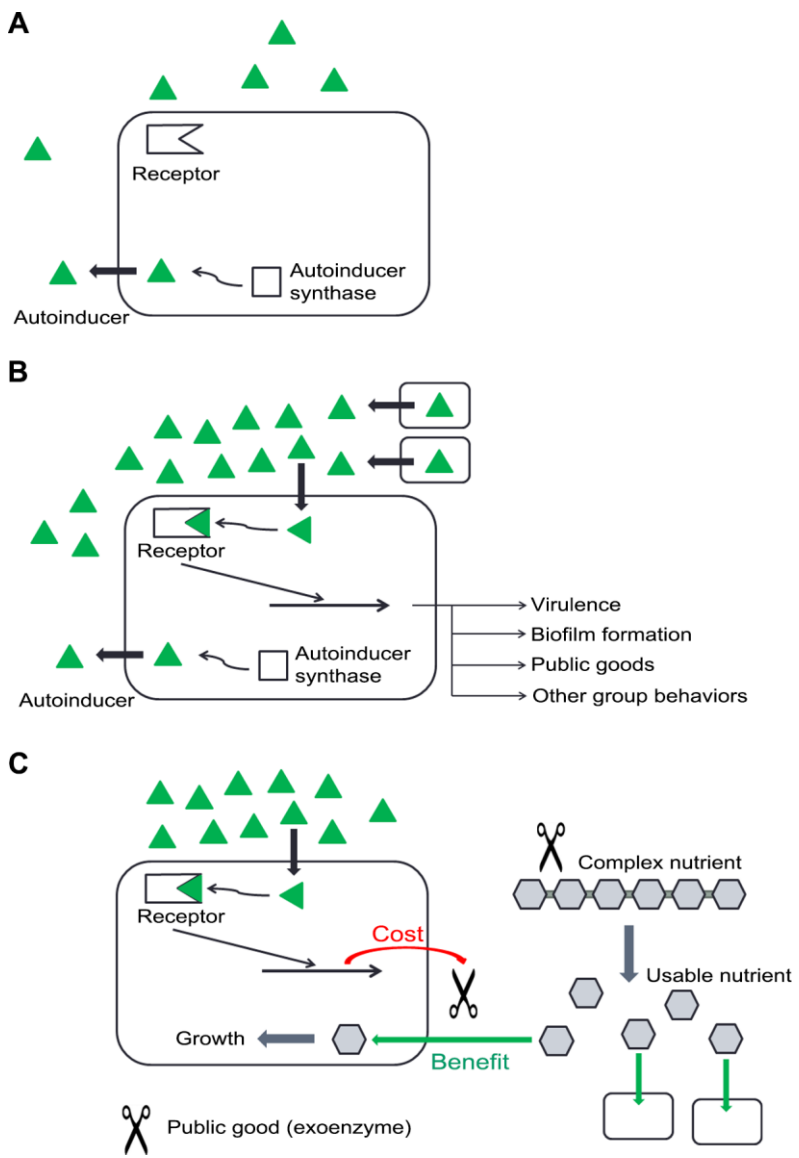 A
Receptor
Autoinducer
synthase
Autoinducer
B
Receptor
Virulence
Biofilm formation
Public goods
Other group behaviors
Autoinducer
synthase
Autoinducer
C
Complex nutrient
Receptor
Cost
Usable nutrient
Growth
Benefit
Public good (exoenzyme)